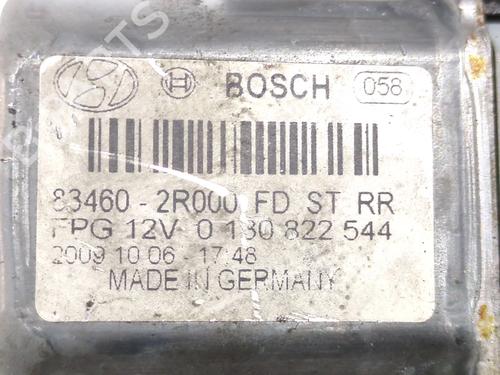 BOSCH 058
83460 - 2R000 FD ST RR
FPG 12V 0 130 822 544
2009 10 06 - 17:48
MADE IN GERMANY